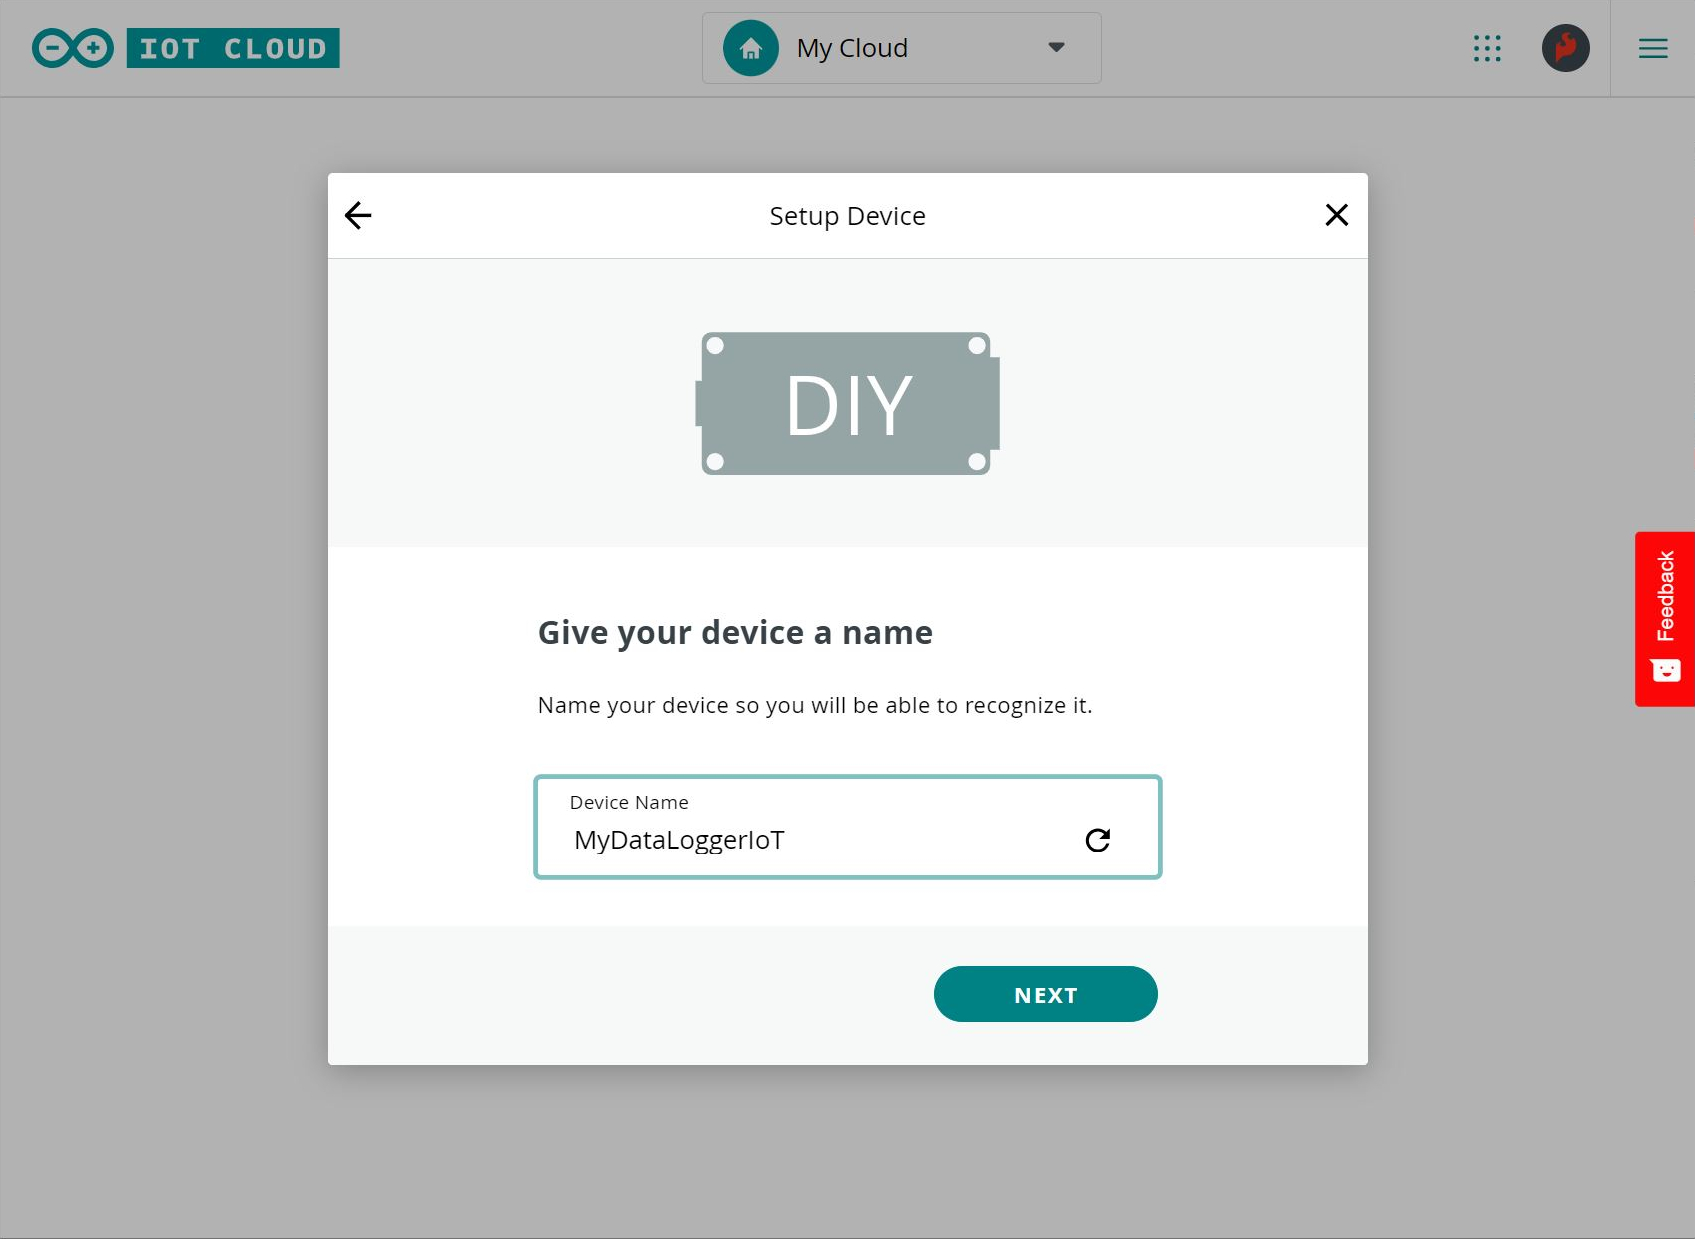 IOT CLOUD
My Cloud
Setup Device
DIY
Give your device a name
Name your device so you will be able to recognize it.
Device Name
MyDataLoggerIoT
NEXT
Feedback